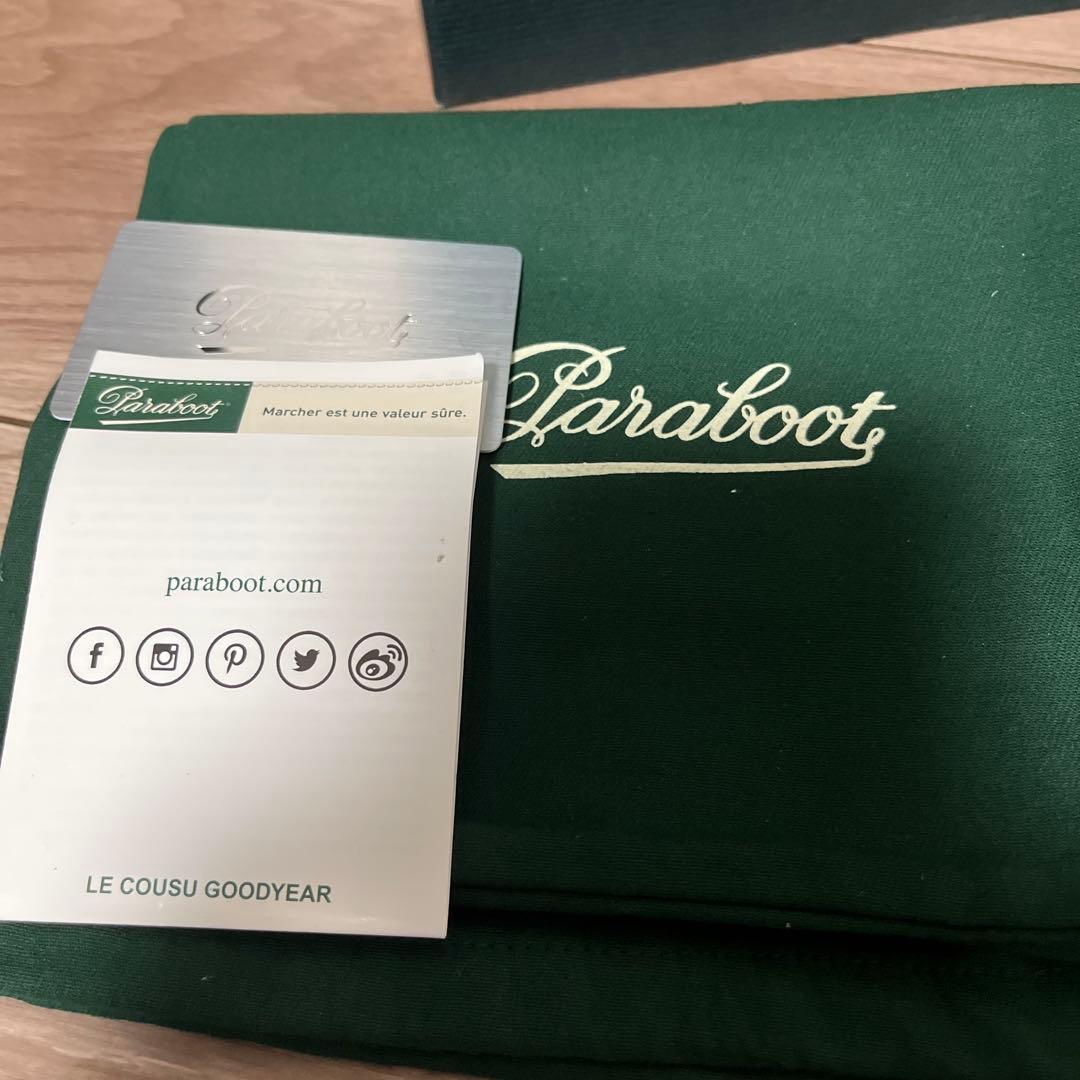 Paraboot
Paraboot
Marcher est une valeur sûre.
Paraboot
paraboot.com
LE COUSU GOODYEAR